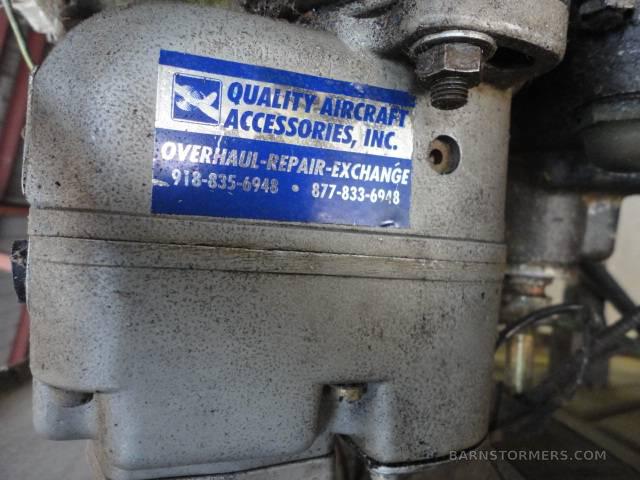 QUALITY AIRCRAFT
ACCESSORIES, INC.
OVERHAUL-REPAIR-EXCHANGE
918-835-6948 • 877-833-6948
BARNSTORMERS.COM